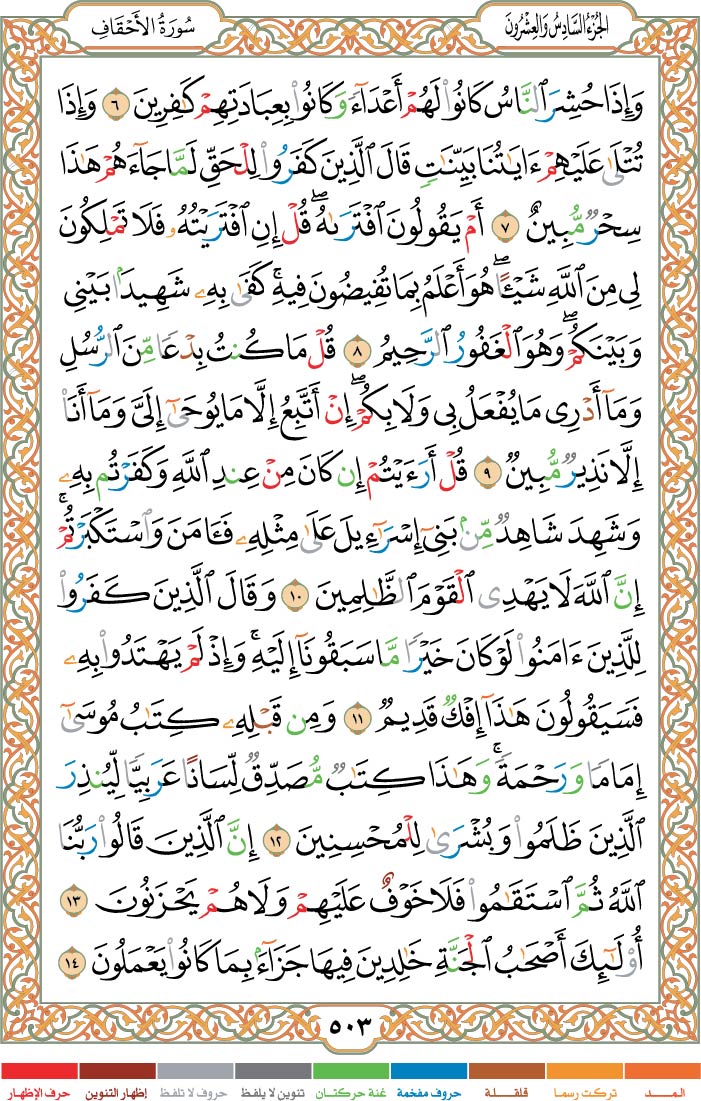 الجُزْءُ السَّادِسُ وَالعِشْرُونَ
سُورَةُ الأَحْقَافِ
وَإِذَا حُشِرَ ٱلنَّاسُ كَانُوا۟ لَهُمْ أَعْدَآءً وَكَانُوا۟ بِعِبَادَتِهِمْ كَٰفِرِينَ ٦ وَإِذَا
تُتْلَىٰ عَلَيْهِمْ ءَايَٰتُنَا بَيِّنَٰتٍ قَالَ ٱلَّذِينَ كَفَرُوا۟ لِلْحَقِّ لَمَّا جَآءَهُمْ هَٰذَا
سِحْرٌ مُّبِينٌ ٧ أَمْ يَقُولُونَ ٱفْتَرَىٰهُ ۖ قُلْ إِنِ ٱفْتَرَيْتُهُۥ فَلَا تَمْلِكُونَ
لِى مِنَ ٱللَّهِ شَيْـًٔا ۖ هُوَ أَعْلَمُ بِمَا تُفِيضُونَ فِيهِ ۚ كَفَىٰ بِهِۦ شَهِيدًۢا بَيْنِى
وَبَيْنَكُمْ ۖ وَهُوَ ٱلْغَفُورُ ٱلرَّحِيمُ ٨ قُلْ مَا كُنتُ بِدْعًا مِّنَ ٱلرُّسُلِ
وَمَآ أَدْرِى مَا يُفْعَلُ بِى وَلَا بِكُمْ ۖ إِنْ أَتَّبِعُ إِلَّا مَا يُوحَىٰٓ إِلَىَّ وَمَآ أَنَا۠
إِلَّا نَذِيرٌ مُّبِينٌ ٩ قُلْ أَرَءَيْتُمْ إِن كَانَ مِنْ عِندِ ٱللَّهِ وَكَفَرْتُم بِهِۦ
وَشَهِدَ شَاهِدٌ مِّنۢ بَنِىٓ إِسْرَٰٓءِيلَ عَلَىٰ مِثْلِهِۦ فَـَٔامَنَ وَٱسْتَكْبَرْتُمْ ۚ
إِنَّ ٱللَّهَ لَا يَهْدِى ٱلْقَوْمَ ٱلظَّٰلِمِينَ ١٠ وَقَالَ ٱلَّذِينَ كَفَرُوا۟
لِلَّذِينَ ءَامَنُوا۟ لَوْ كَانَ خَيْرًا مَّا سَبَقُونَآ إِلَيْهِ ۚ وَإِذْ لَمْ يَهْتَدُوا۟ بِهِۦ
فَسَيَقُولُونَ هَٰذَآ إِفْكٌ قَدِيمٌ ١١ وَمِن قَبْلِهِۦ كِتَٰبُ مُوسَىٰٓ
إِمَامًا وَرَحْمَةً ۚ وَهَٰذَا كِتَٰبٌ مُّصَدِّقٌ لِّسَانًا عَرَبِيًّا لِّيُنذِرَ
ٱلَّذِينَ ظَلَمُوا۟ وَبُشْرَىٰ لِلْمُحْسِنِينَ ١٢ إِنَّ ٱلَّذِينَ قَالُوا۟ رَبُّنَا
ٱللَّهُ ثُمَّ ٱسْتَقَٰمُوا۟ فَلَا خَوْفٌ عَلَيْهِمْ وَلَا هُمْ يَحْزَنُونَ ١٣
أُو۟لَٰٓئِكَ أَصْحَٰبُ ٱلْجَنَّةِ خَٰلِدِينَ فِيهَا جَزَآءًۢ بِمَا كَانُوا۟ يَعْمَلُونَ ١٤
٥٠٣
المــد تركت رسما قلقلة حروف مفخمة غنة حركتان تنوين لا يلفظ حروف لا تلفظ إظهار التنوين حرف الإظهار